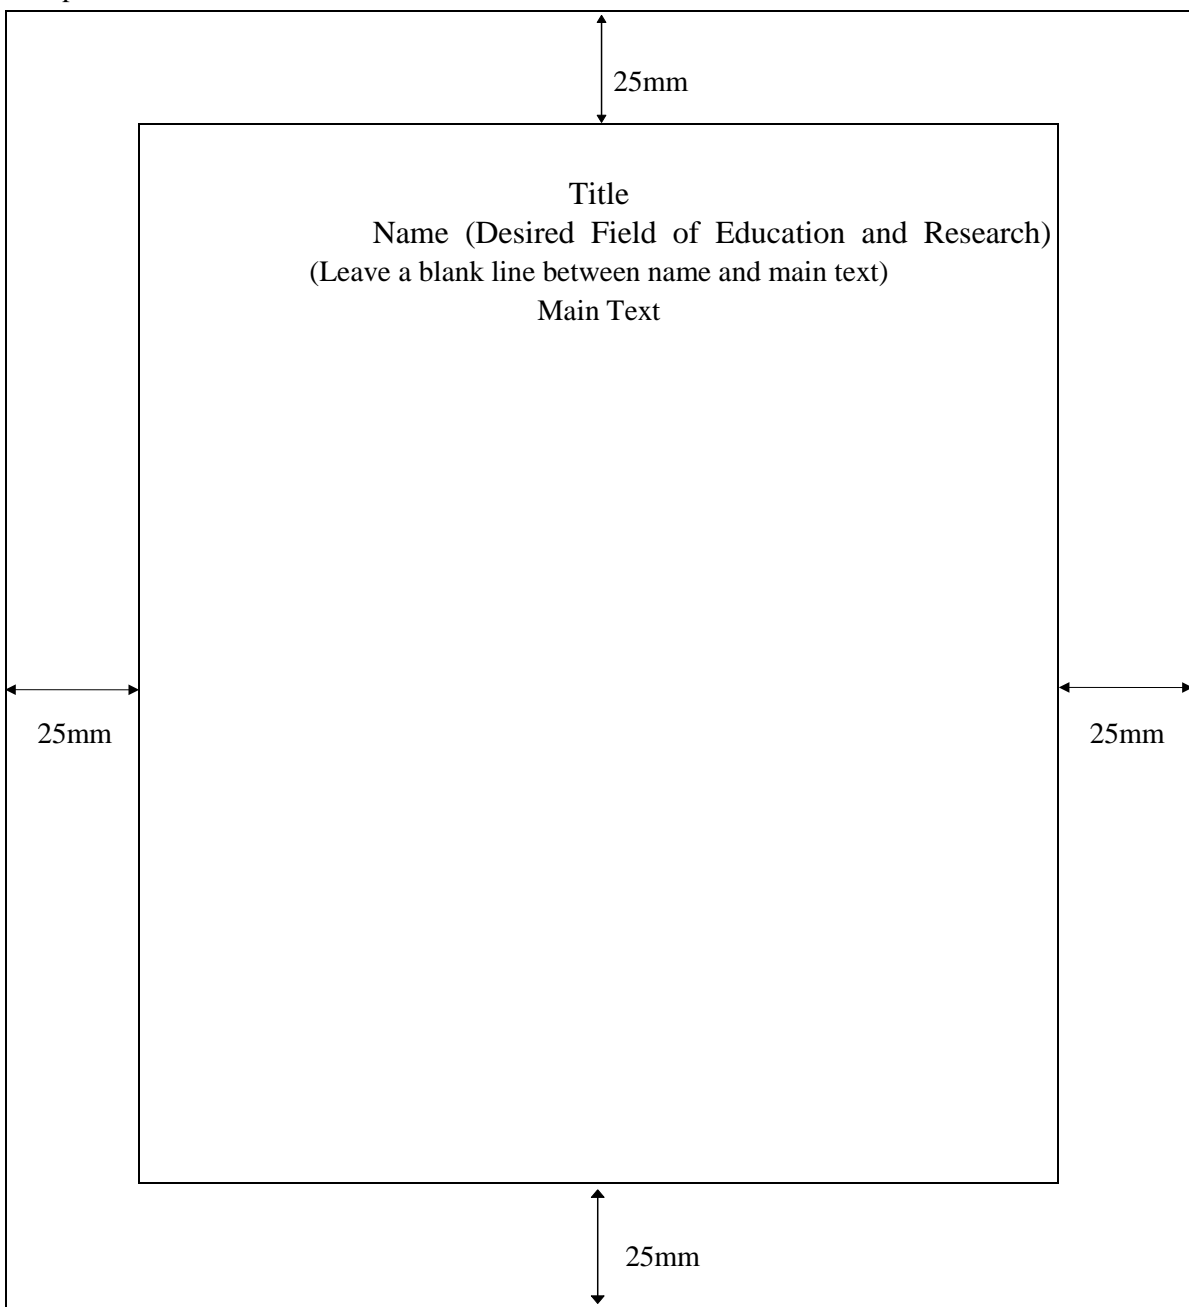 25mm
Title
Name (Desired Field of Education and Research)
(Leave a blank line between name and main text)
Main Text
25mm
25mm
25mm